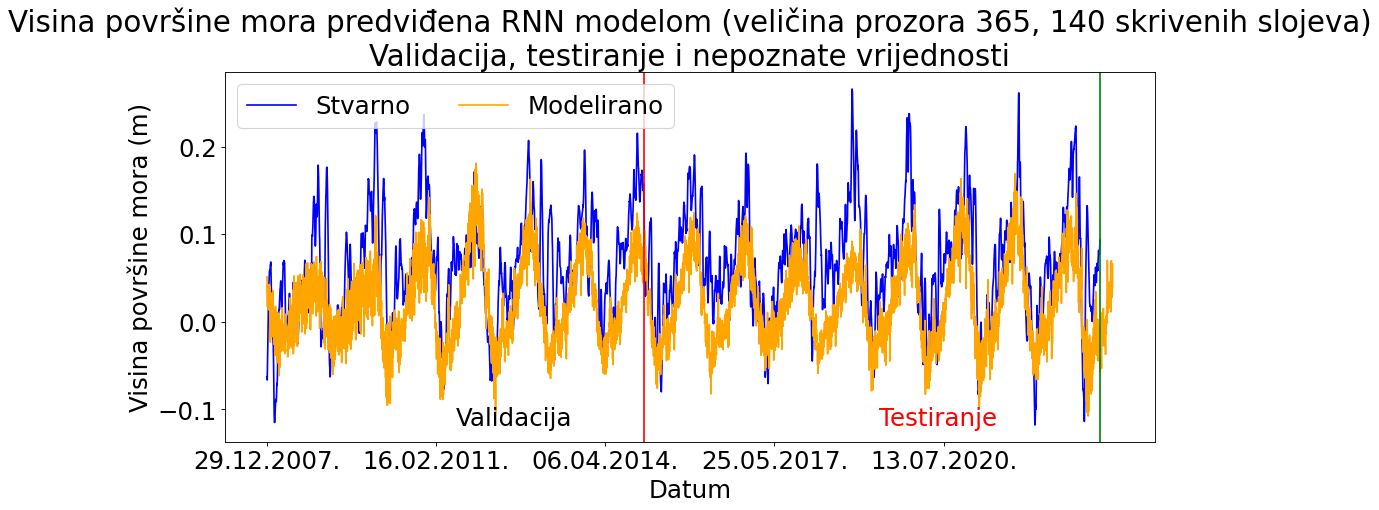 Visina površine mora predviđena RNN modelom (veličina prozora 365, 140 skrivenih slojeva)
Validacija, testiranje i nepoznate vrijednosti
Stvarno
Modelirano
Visina površine mora (m)
0.2
0.1
0.0
−0.1
Validacija
Testiranje
29.12.2007.
16.02.2011.
06.04.2014.
25.05.2017.
13.07.2020.
Datum